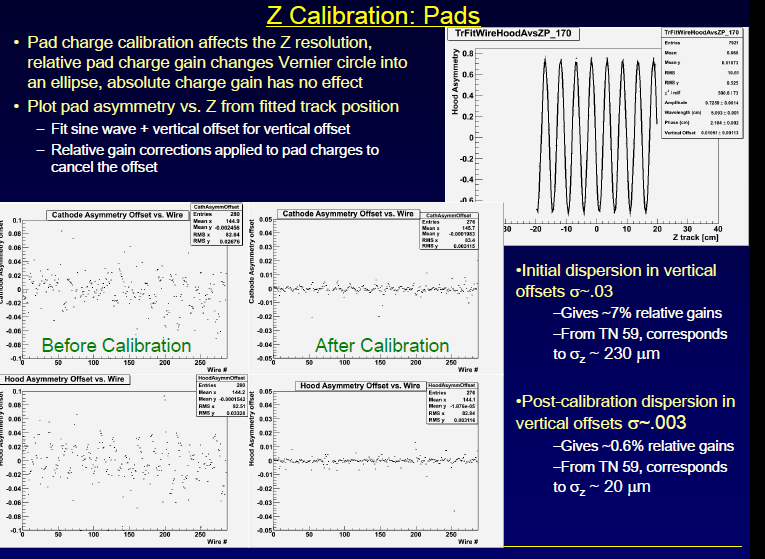 Z Calibration: Pads
• Pad charge calibration affects the Z resolution,
relative pad charge gain changes Vernier circle into
an ellipse, absolute charge gain has no effect
• Plot pad asymmetry vs. Z from fitted track position
– Fit sine wave + vertical offset for vertical offset
– Relative gain corrections applied to pad charges to
cancel the offset
TrFitWireHoodAvsZP_170
Hood Asymmetry
0.8
0.6
0.4
0.2
0
-0.2
-0.4
-0.6
30 -20 -10 0 10 20 30 40
Z track [cm]
TrFitWireHoodAvsZP_170
Entries 7921
Mean
Mean y 0.01073
RMS 10.61
RMS y 0.525
χ² / ndf
Amplitude 0.7259 ± 0.0014
Wavelength (cm) 5.093 ± 0.001
Phase (cm) 2.184 ± 0.002
Vertical Offset 0.01091 ± 0.00113
Cathode Asymmetry Offset vs. Wire
Cathode Asymmetry Offset
CathAsymmOffset
Entries 280
Mean x 144.9
Mean y -0.002456
RMS x 82.84
RMS y 0.02676
0.1
0.08
0.06
0.04
0.02
0
-0.02
-0.04
-0.06
-0.08
-0.1
0 50 100 150 200 250
Wire #
Before Calibration
Cathode Asymmetry Offset vs. Wire
Cathode Asymmetry Offset
CathAsymmOffset
Entries 276
Mean x 145.7
Mean y -0.0001983
RMS x 83.4
RMS y 0.003115
0.05
0.04
0.03
0.02
0.01
0
-0.01
-0.02
-0.03
-0.04
-0.05
0 50 100 150 200 250
Wire #
After Calibration
Hood Asymmetry Offset vs. Wire
Hood Asymmetry Offset
HoodAsymmOffset
Entries 280
Mean x 144.2
Mean y -0.0001542
RMS x 82.51
RMS y 0.03328
0.1
0.08
0.06
0.04
0.02
0
-0.02
-0.04
-0.06
-0.08
-0.1
0 50 100 150 200 250
Wire #
Hood Asymmetry Offset vs. Wire
Hood Asymmetry Offset
HoodAsymmOffset
Entries 276
Mean x 144.1
Mean y -1.876e-05
RMS x 82.84
RMS y 0.003116
0.05
0.04
0.03
0.02
0.01
0
-0.01
-0.02
-0.03
-0.04
-0.05
0 50 100 150 200 250
Wire #
•Initial dispersion in vertical
offsets σ~.03
–Gives ~7% relative gains
–From TN 59, corresponds
to σz ~ 230 μm
•Post-calibration dispersion in
vertical offsets σ~.003
–Gives ~0.6% relative gains
–From TN 59, corresponds
to σz ~ 20 μm